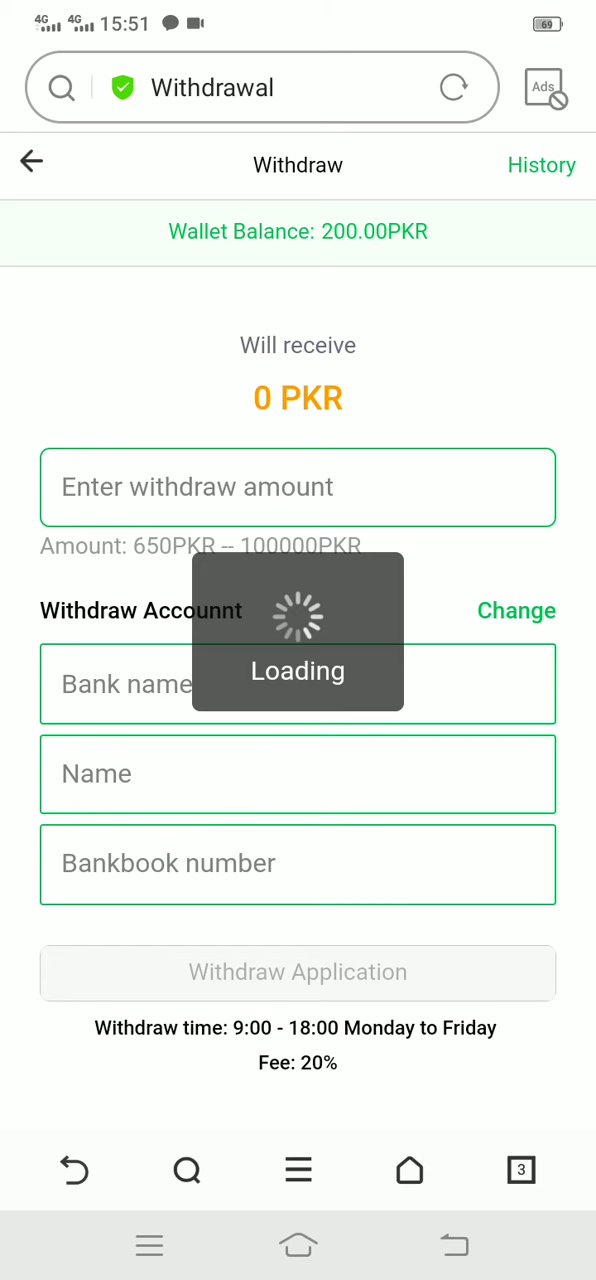 4G 4G 15:51 69
Withdrawal Ads
Withdraw History
Wallet Balance: 200.00PKR
Will receive
0 PKR
Enter withdraw amount
Amount: 650PKR -- 100000PKR
Withdraw Accounnt Change
Loading
Bank name
Name
Bankbook number
Withdraw Application
Withdraw time: 9:00 - 18:00 Monday to Friday
Fee: 20%
3